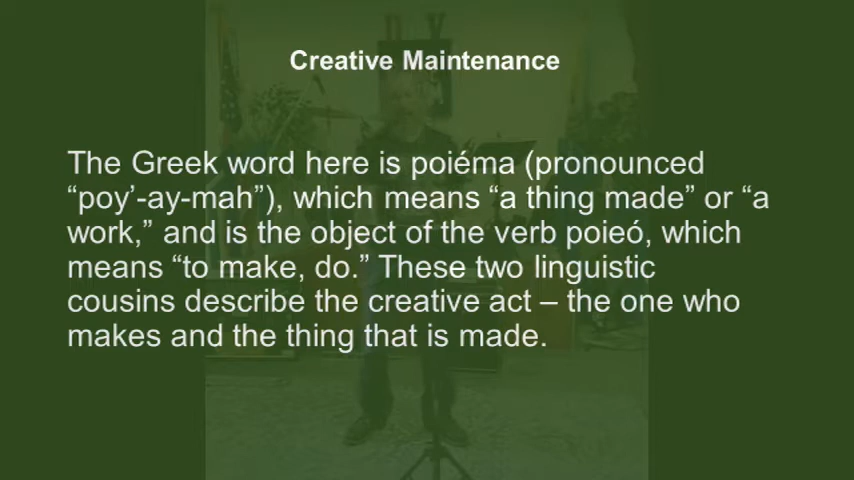 Creative Maintenance
The Greek word here is poiéma (pronounced
“poy’-ay-mah”), which means “a thing made” or “a
work,” and is the object of the verb poieó, which
means “to make, do.” These two linguistic
cousins describe the creative act – the one who
makes and the thing that is made.